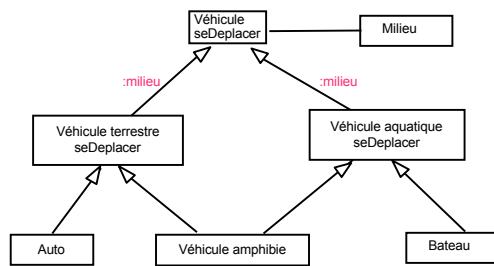 Véhicule
seDeplacer
Milieu
:milieu
:milieu
Véhicule terrestre
seDeplacer
Véhicule aquatique
seDeplacer
Auto
Véhicule amphibie
Bateau